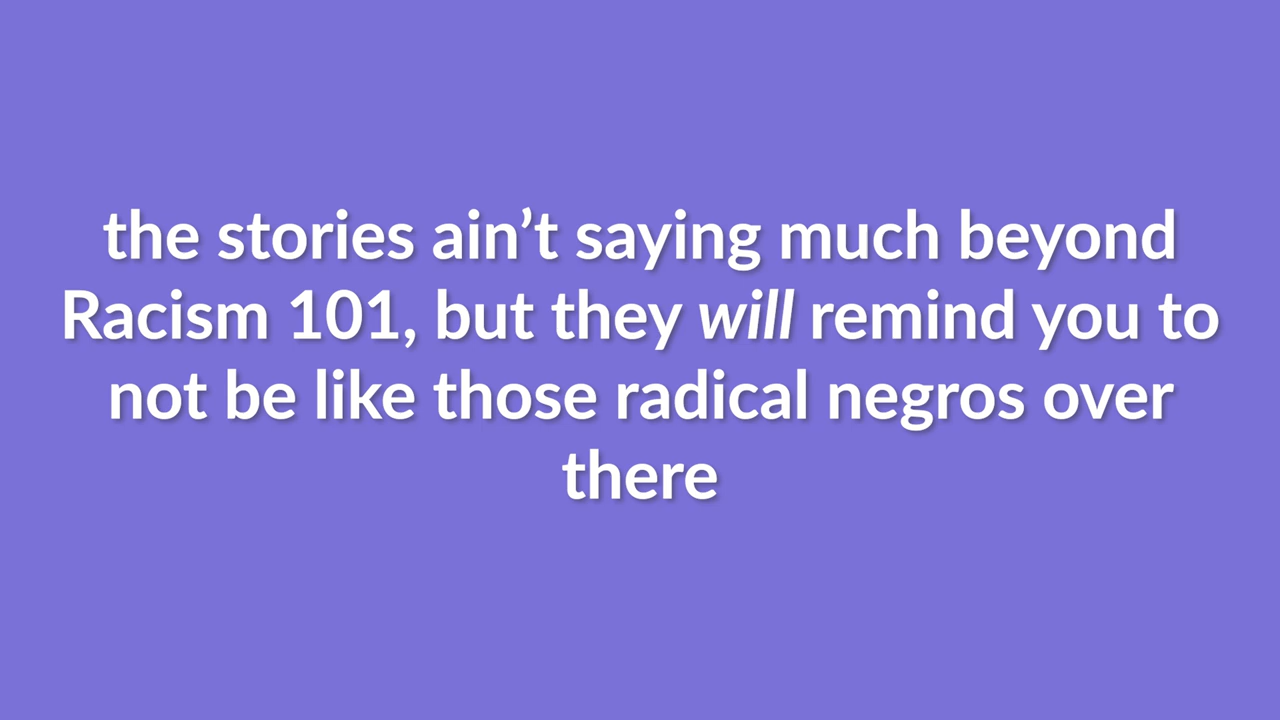 the stories ain’t saying much beyond
Racism 101, but they will remind you to
not be like those radical negros over
there